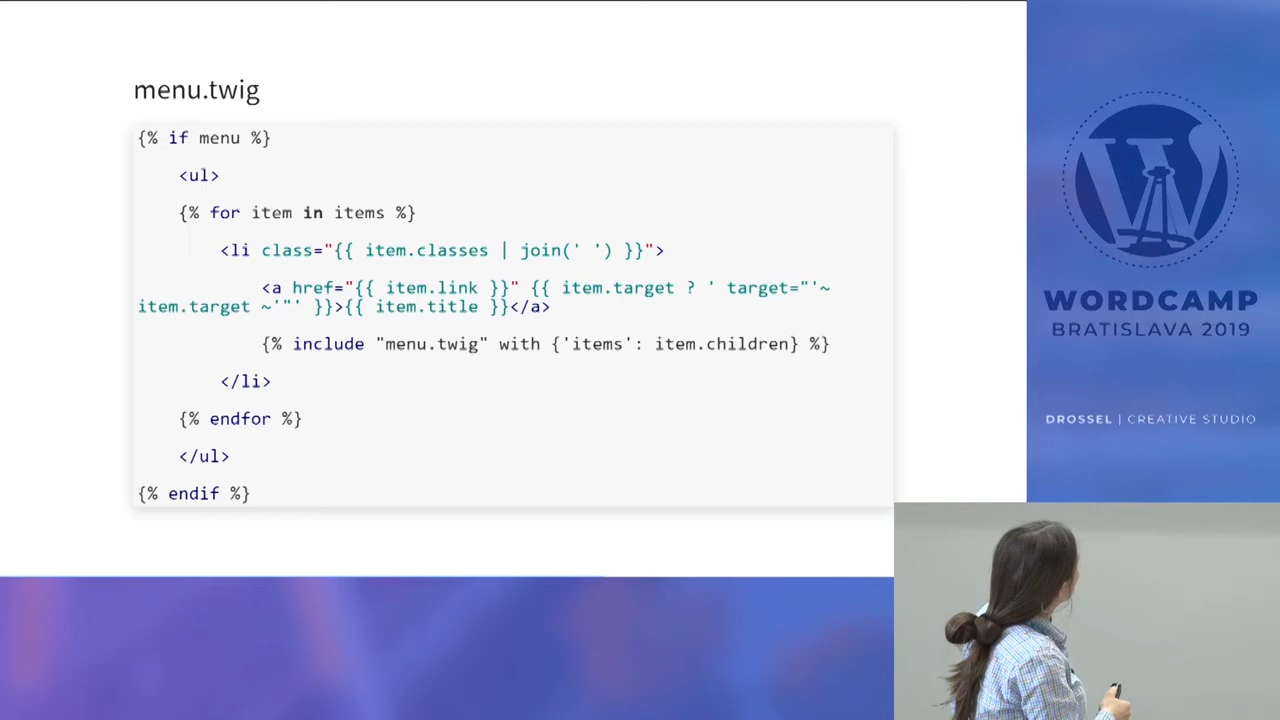 menu.twig
{% if menu %}
<ul>
{% for item in items %}
<li class="{{ item.classes | join(' ') }}">
<a href="{{ item.link }}" {{ item.target ? ' target="'~
item.target ~'"' }}>{{ item.title }}</a>
{% include "menu.twig" with {'items': item.children} %}
</li>
{% endfor %}
</ul>
{% endif %}
WORDCAMP
BRATISLAVA 2019
DROSSEL | CREATIVE STUDIO